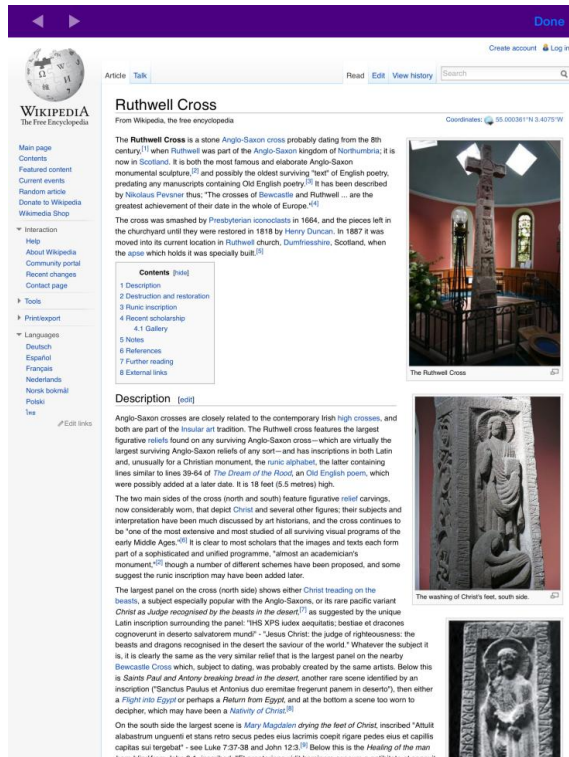 Done
Create account Log in
Article Talk Read Edit View history Search
WIKIPEDIA
The Free Encyclopedia
Main page
Contents
Featured content
Current events
Random article
Donate to Wikipedia
Wikimedia Shop
Interaction
Help
About Wikipedia
Community portal
Recent changes
Contact page
Tools
Print/export
Languages
Deutsch
Español
Français
Nederlands
Norsk bokmål
Polski
ไทย
Edit links
Ruthwell Cross
From Wikipedia, the free encyclopedia
Coordinates: 55.000361°N 3.4075°W
The Ruthwell Cross is a stone Anglo-Saxon cross probably dating from the 8th
century,[1] when Ruthwell was part of the Anglo-Saxon kingdom of Northumbria; it is
now in Scotland. It is both the most famous and elaborate Anglo-Saxon
monumental sculpture,[2] and possibly the oldest surviving "text" of English poetry,
predating any manuscripts containing Old English poetry.[3] It has been described
by Nikolaus Pevsner thus; "The crosses of Bewcastle and Ruthwell ... are the
greatest achievement of their date in the whole of Europe."[4]
The cross was smashed by Presbyterian iconoclasts in 1664, and the pieces left in
the churchyard until they were restored in 1818 by Henry Duncan. In 1887 it was
moved into its current location in Ruthwell church, Dumfriesshire, Scotland, when
the apse which holds it was specially built.[5]
Contents [hide]
1 Description
2 Destruction and restoration
3 Runic inscription
4 Recent scholarship
4.1 Gallery
5 Notes
6 References
7 Further reading
8 External links
The Ruthwell Cross
Description [edit]
Anglo-Saxon crosses are closely related to the contemporary Irish high crosses, and
both are part of the Insular art tradition. The Ruthwell cross features the largest
figurative reliefs found on any surviving Anglo-Saxon cross—which are virtually the
largest surviving Anglo-Saxon reliefs of any sort—and has inscriptions in both Latin
and, unusually for a Christian monument, the runic alphabet, the latter containing
lines similar to lines 39-64 of The Dream of the Rood, an Old English poem, which
were possibly added at a later date. It is 18 feet (5.5 metres) high.
The two main sides of the cross (north and south) feature figurative relief carvings,
now considerably worn, that depict Christ and several other figures; their subjects and
interpretation have been much discussed by art historians, and the cross continues to
be "one of the most extensive and most studied of all surviving visual programs of the
early Middle Ages."[6] It is clear to most scholars that the images and texts each form
part of a sophisticated and unified programme, "almost an academician's
monument,"[2] though a number of different schemes have been proposed, and some
suggest the runic inscription may have been added later.
The washing of Christ's feet, south side.
The largest panel on the cross (north side) shows either Christ treading on the
beasts, a subject especially popular with the Anglo-Saxons, or its rare pacific variant
Christ as Judge recognised by the beasts in the desert,[7] as suggested by the unique
Latin inscription surrounding the panel: "IHS XPS iudex aequitatis; bestiae et dracones
cognoverunt in deserto salvatorem mundi" - "Jesus Christ: the judge of righteousness: the
beasts and dragons recognised in the desert the saviour of the world." Whatever the subject it
is, it is clearly the same as the very similar relief that is the largest panel on the nearby
Bewcastle Cross which, subject to dating, was probably created by the same artists. Below this
is Saints Paul and Antony breaking bread in the desert, another rare scene identified by an
inscription ("Sanctus Paulus et Antonius duo eremitae fregerunt panem in deserto"), then either
a Flight into Egypt or perhaps a Return from Egypt, and at the bottom a scene too worn to
decipher, which may have been a Nativity of Christ.[8]
On the south side the largest scene is Mary Magdalen drying the feet of Christ, inscribed "Attulit
alabastrum unguenti et stans retro secus pedes eius lacrimis coepit rigare pedes eius et capillis
capitas sui tergebat" - see Luke 7:37-38 and John 12:3.[9] Below this is the Healing of the man